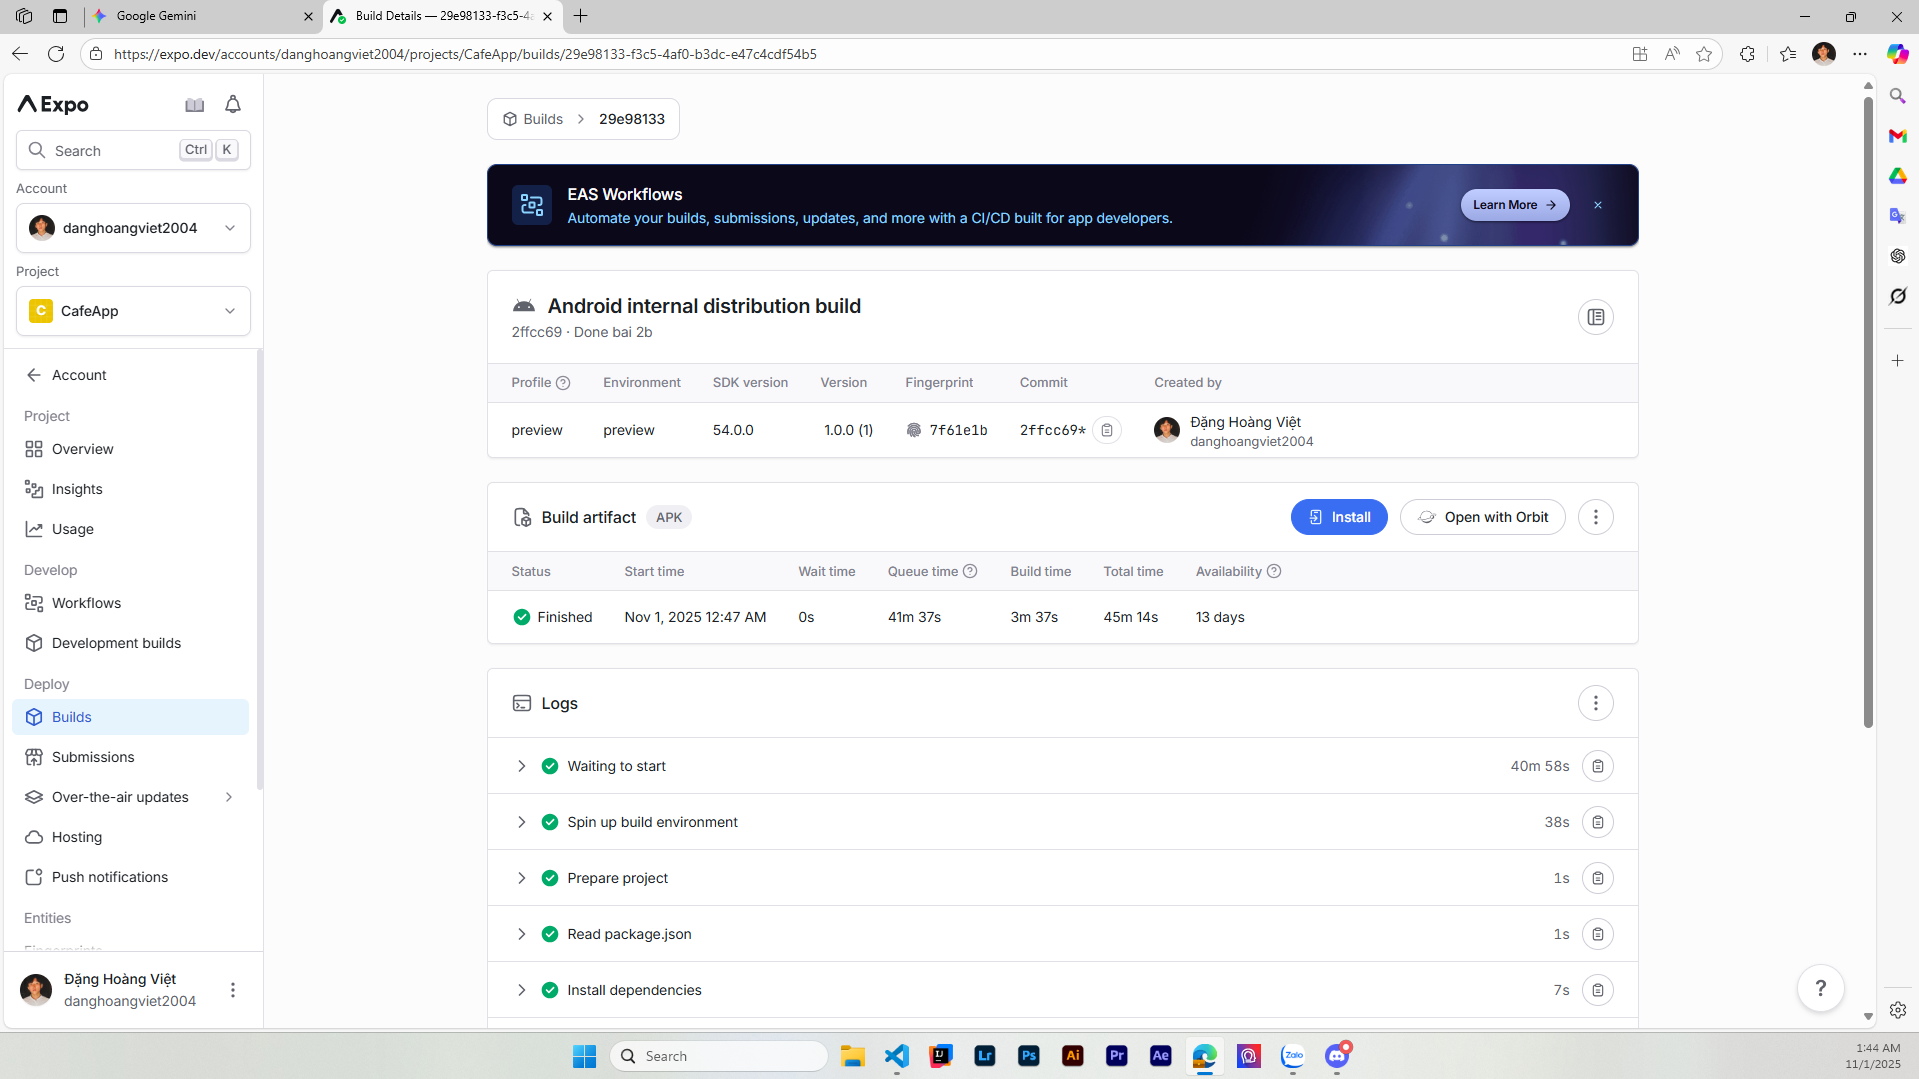 Google Gemini
Build Details — 29e98133-f3c5-4a
https://expo.dev/accounts/danghoangviet2004/projects/CafeApp/builds/29e98133-f3c5-4af0-b3dc-e47c4cdf54b5
Expo
Search Ctrl K
Account
danghoangviet2004
Project
C CafeApp
Account
Project
Overview
Insights
Usage
Develop
Workflows
Development builds
Deploy
Builds
Submissions
Over-the-air updates
Hosting
Push notifications
Entities
Fingerprints
Đặng Hoàng Việt
danghoangviet2004
Builds > 29e98133
EAS Workflows
Automate your builds, submissions, updates, and more with a CI/CD built for app developers.
Learn More
Android internal distribution build
2ffcc69 · Done bai 2b
Profile Environment SDK version Version Fingerprint Commit Created by
preview preview 54.0.0 1.0.0 (1) 7f61e1b 2ffcc69* Đặng Hoàng Việt
danghoangviet2004
Build artifact APK Install Open with Orbit
Status Start time Wait time Queue time Build time Total time Availability
Finished Nov 1, 2025 12:47 AM 0s 41m 37s 3m 37s 45m 14s 13 days
Logs
Waiting to start 40m 58s
Spin up build environment 38s
Prepare project 1s
Read package.json 1s
Install dependencies 7s
?
Search
Lr Ps Ai Pr Ae Zalo
1:44 AM
11/1/2025